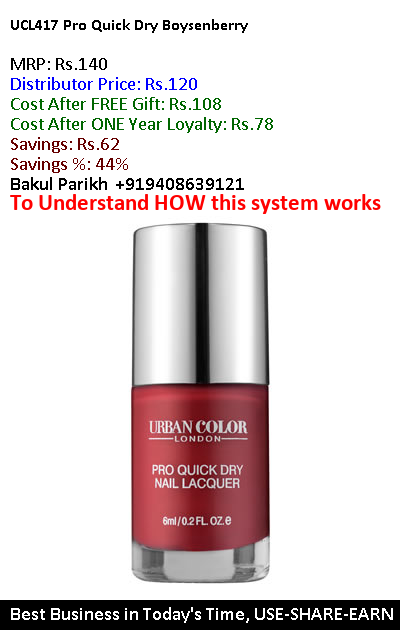 UCL417 Pro Quick Dry Boysenberry
MRP: Rs.140
Distributor Price: Rs.120
Cost After FREE Gift: Rs.108
Cost After ONE Year Loyalty: Rs.78
Savings: Rs.62
Savings %: 44%
Bakul Parikh +919408639121
To Understand HOW this system works
URBAN COLOR
LONDON
PRO QUICK DRY
NAIL LACQUER
6ml/0.2 FL. OZ.e
Best Business in Today's Time, USE-SHARE-EARN